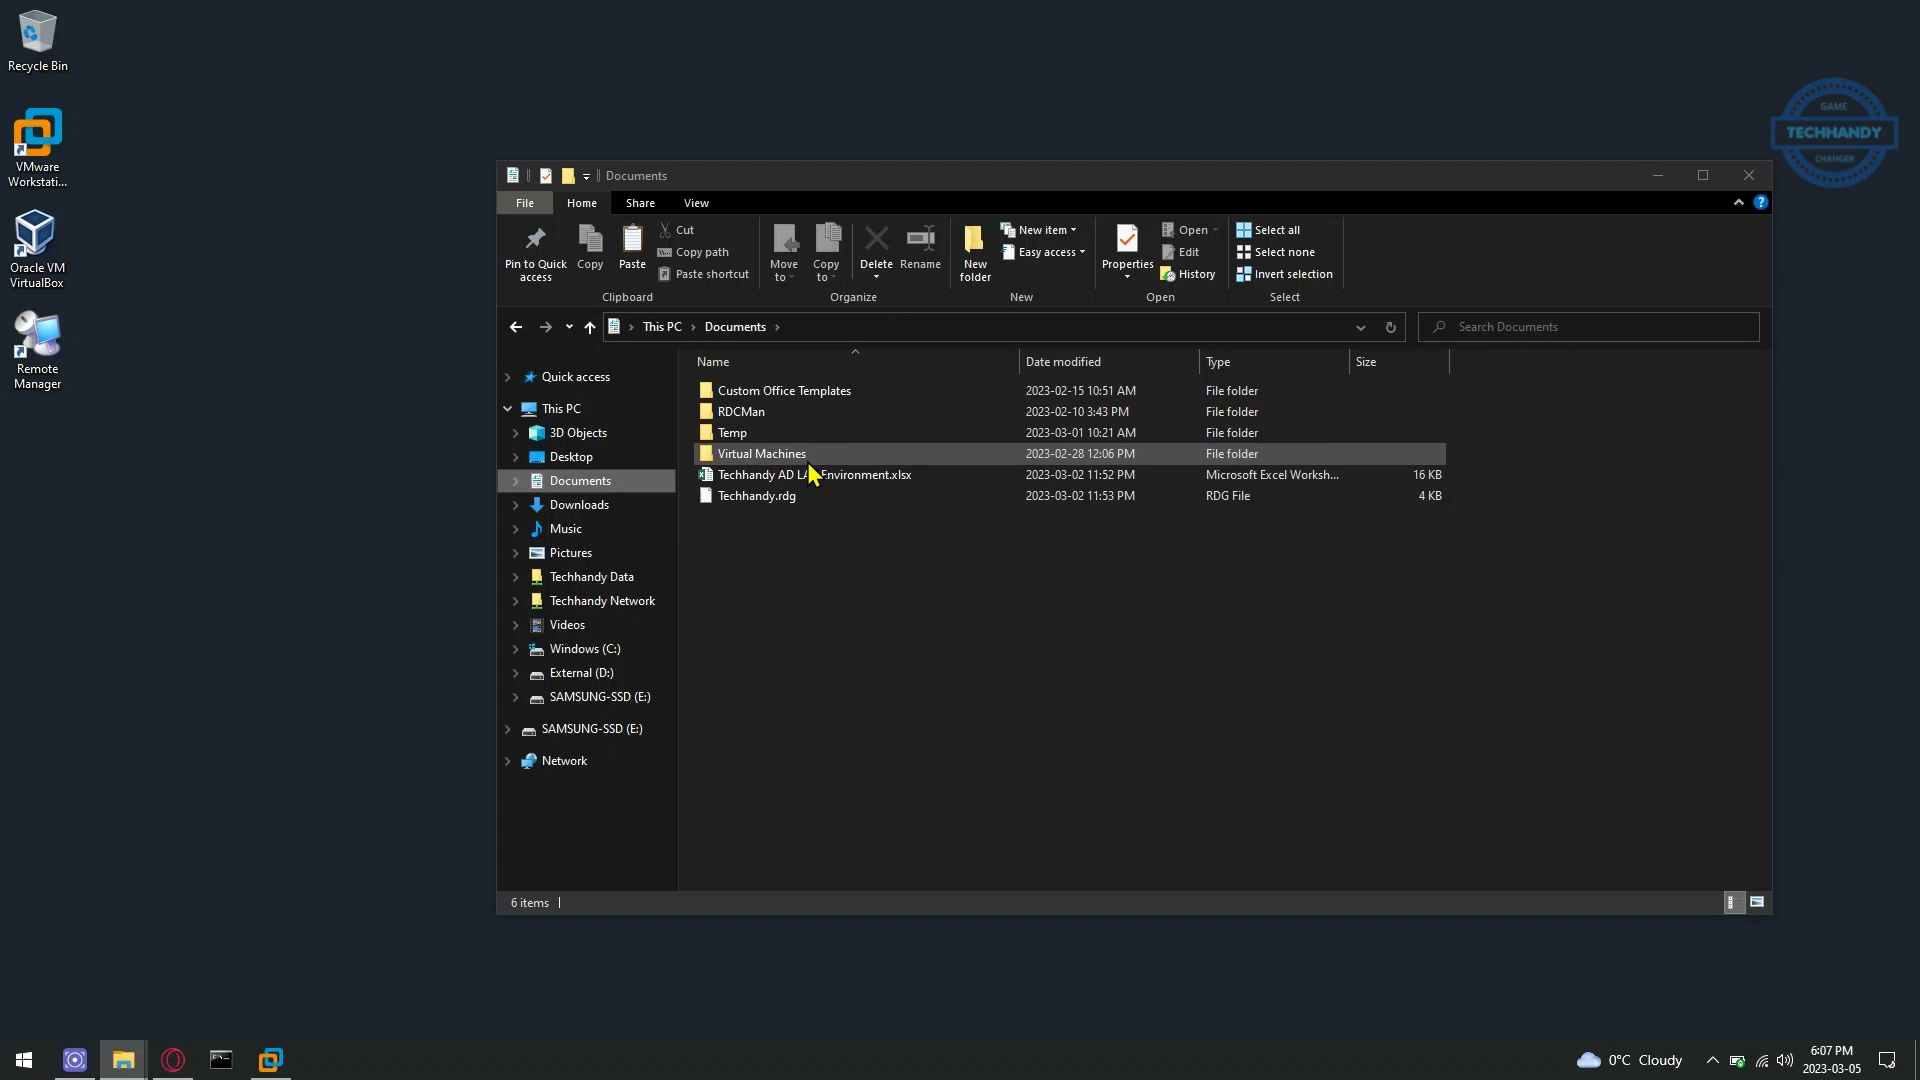 Recycle Bin
VMware
Workstati...
Oracle VM
VirtualBox
Remote
Manager
GAME
TECHHANDY
CHANGER
Documents
File Home Share View
Pin to Quick
access
Copy
Paste
Cut
Copy path
Paste shortcut
Clipboard
Move
to
Copy
to
Delete
Rename
Organize
New
folder
New item
Easy access
New
Properties
Open
Edit
History
Open
Select all
Select none
Invert selection
Select
This PC Documents
Search Documents
Name Date modified Type Size
Custom Office Templates 2023-02-15 10:51 AM File folder
RDCMan 2023-02-10 3:43 PM File folder
Temp 2023-03-01 10:21 AM File folder
Virtual Machines 2023-02-28 12:06 PM File folder
Techhandy AD Environment.xlsx 2023-03-02 11:52 PM Microsoft Excel Worksh... 16 KB
Techhandy.rdg 2023-03-02 11:53 PM RDG File 4 KB
Quick access
This PC
3D Objects
Desktop
Documents
Downloads
Music
Pictures
Techhandy Data
Techhandy Network
Videos
Windows (C:)
External (D:)
SAMSUNG-SSD (E:)
SAMSUNG-SSD (E:)
Network
6 items
0°C Cloudy
6:07 PM
2023-03-05